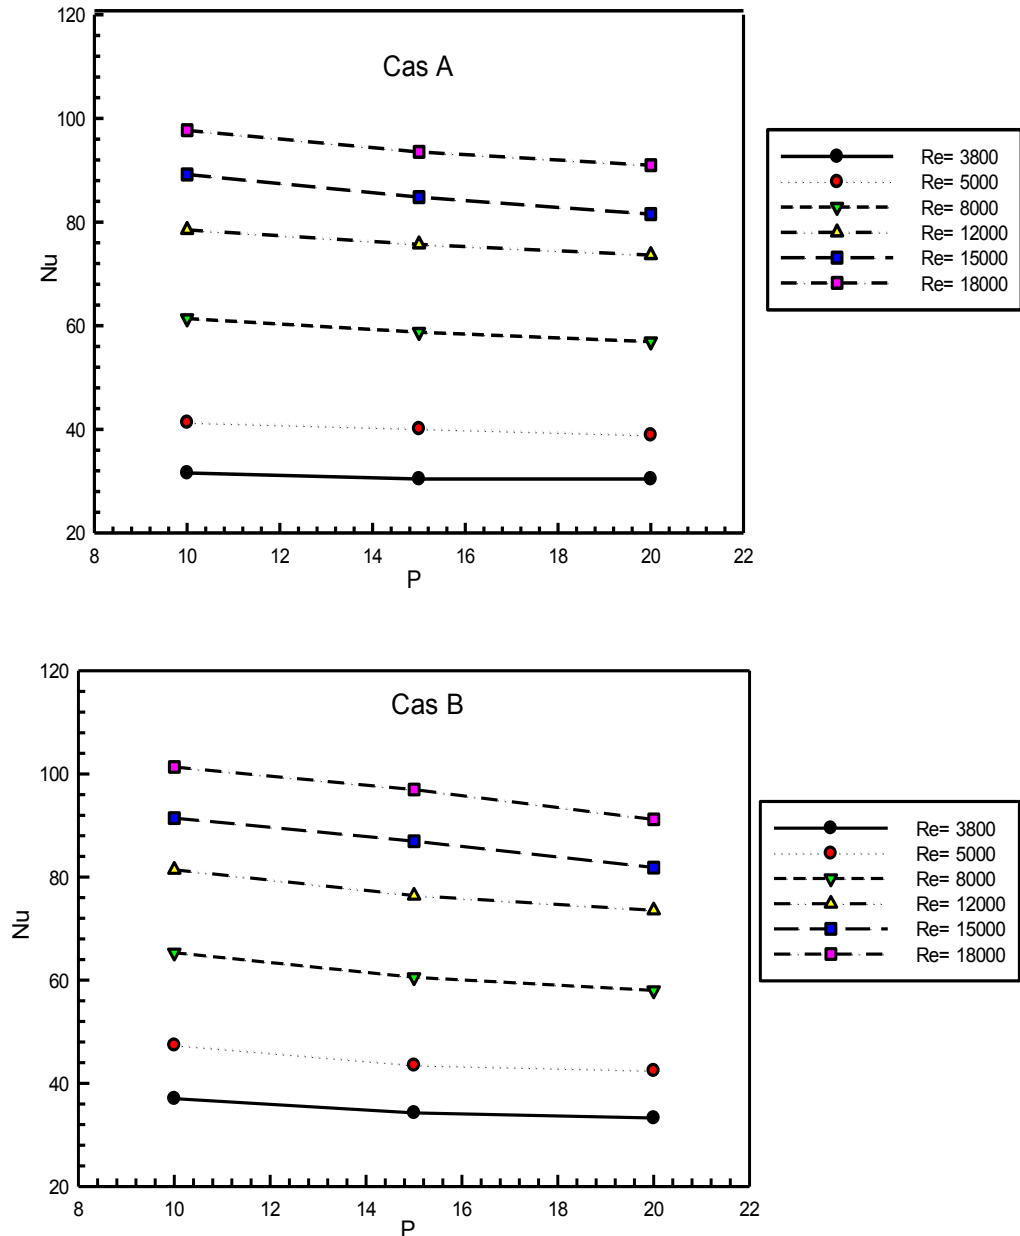 Cas A
120
100
80
60
40
20
Nu
8 10 12 14 16 18 20 22
P
Re= 3800
Re= 5000
Re= 8000
Re= 12000
Re= 15000
Re= 18000
Cas B
120
100
80
60
40
20
Nu
8 10 12 14 16 18 20 22
P
Re= 3800
Re= 5000
Re= 8000
Re= 12000
Re= 15000
Re= 18000